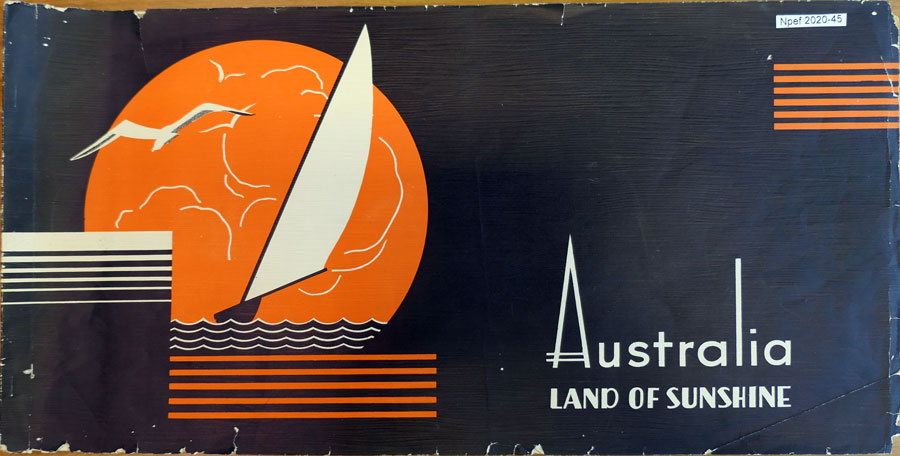 Npef 2020-45
Australia
LAND OF SUNSHINE